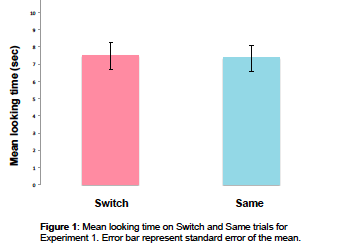 10
9
8
7
6
5
4
3
2
1
0
Mean looking time (sec)
Switch Same
Figure 1: Mean looking time on Switch and Same trials for
Experiment 1. Error bar represent standard error of the mean.